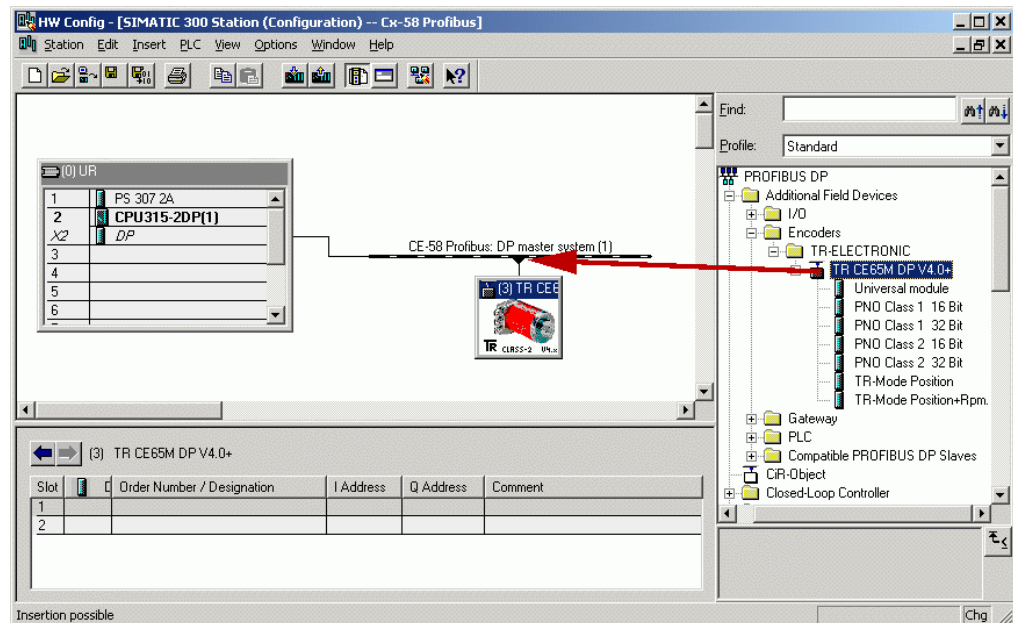 HW Config - [SIMATIC 300 Station (Configuration) -- Cx-58 Profibus]
Station Edit Insert PLC View Options Window Help
(0) UR
1 PS 307 2A
2 CPU315-2DP(1)
X2 DP
3
4
5
6
CE-58 Profibus: DP master system (1)
(3) TR CE6
TR CLASS-2 V4.x
Find:
Profile: Standard
PROFIBUS DP
Additional Field Devices
I/O
Encoders
TR-ELECTRONIC
TR CE65M DP V4.0+
Universal module
PNO Class 1 16 Bit
PNO Class 1 32 Bit
PNO Class 2 16 Bit
PNO Class 2 32 Bit
TR-Mode Position
TR-Mode Position+Rpm.
Gateway
PLC
Compatible PROFIBUS DP Slaves
CiR-Object
Closed-Loop Controller
(3) TR CE65M DP V4.0+
Slot D Order Number / Designation I Address Q Address Comment
1
2
Insertion possible
Chg